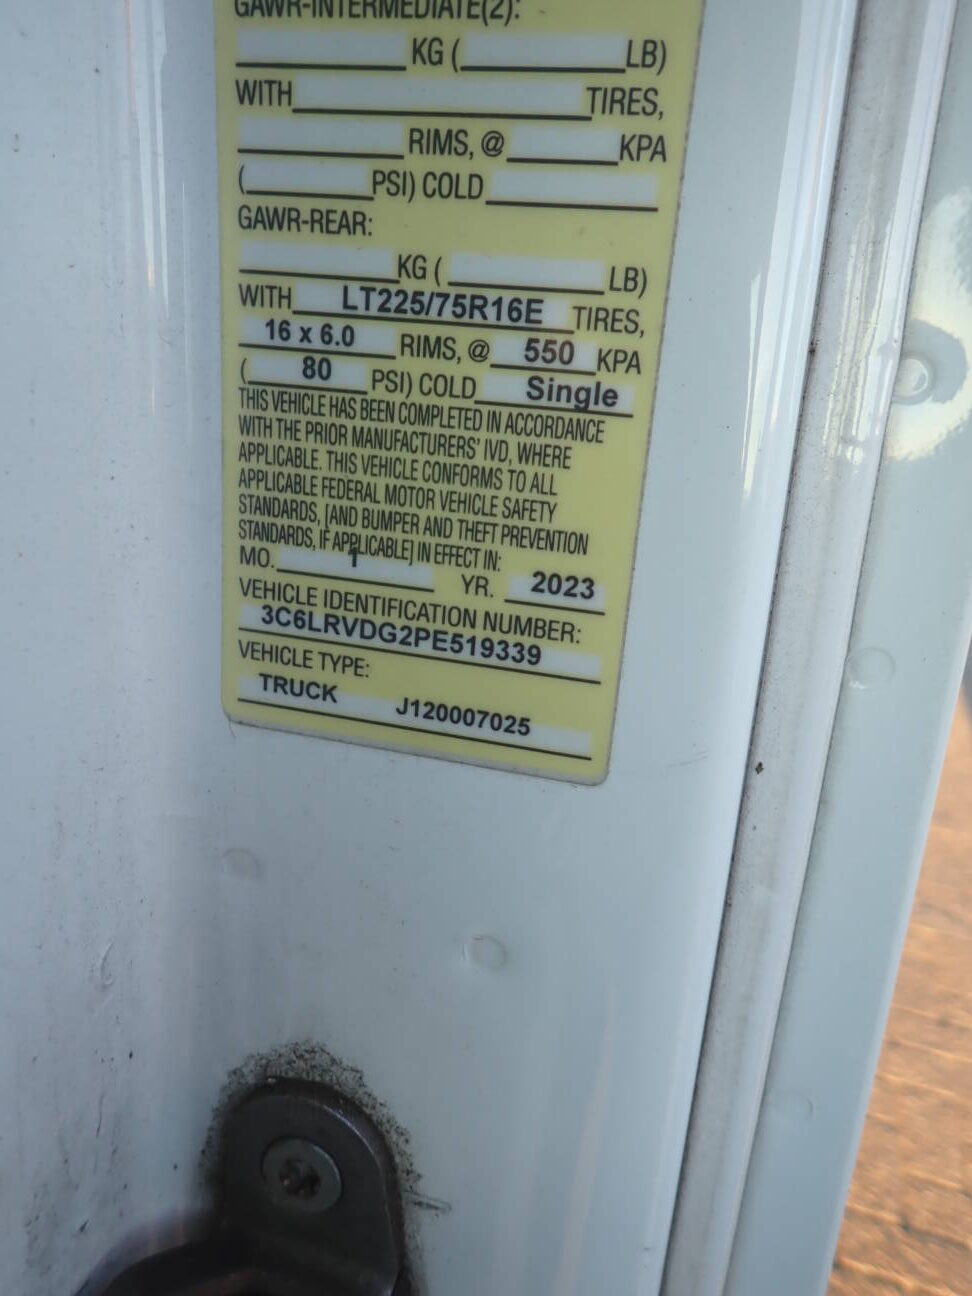 GAWR-INTERMEDIATE(2):
KG ( LB)
WITH TIRES,
RIMS, @ KPA
( PSI) COLD
GAWR-REAR:
KG ( LB)
WITH LT225/75R16E TIRES,
16 x 6.0 RIMS, @ 550 KPA
( 80 PSI) COLD Single
THIS VEHICLE HAS BEEN COMPLETED IN ACCORDANCE
WITH THE PRIOR MANUFACTURERS' IVD, WHERE
APPLICABLE. THIS VEHICLE CONFORMS TO ALL
APPLICABLE FEDERAL MOTOR VEHICLE SAFETY
STANDARDS, [AND BUMPER AND THEFT PREVENTION
STANDARDS, IF APPLICABLE] IN EFFECT IN:
MO. 1 YR. 2023
VEHICLE IDENTIFICATION NUMBER:
3C6LRVDG2PE519339
VEHICLE TYPE:
TRUCK J120007025